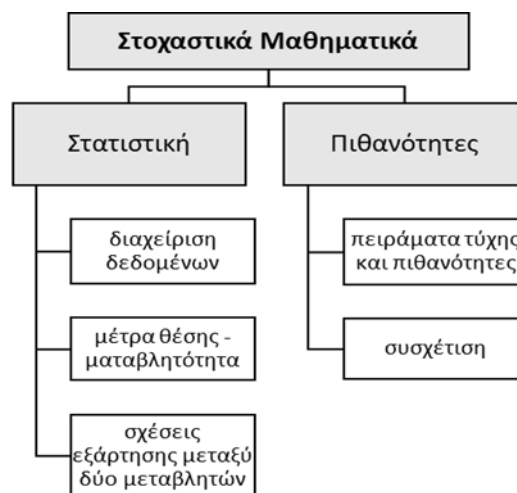 Στοχαστικά Μαθηματικά
Στατιστική
Πιθανότητες
διαχείριση
δεδομένων
μέτρα θέσης -
ματαβλητότητα
σχέσεις
εξάρτησης μεταξύ
δύο μεταβλητών
πειράματα τύχης
και πιθανότητες
συσχέτιση